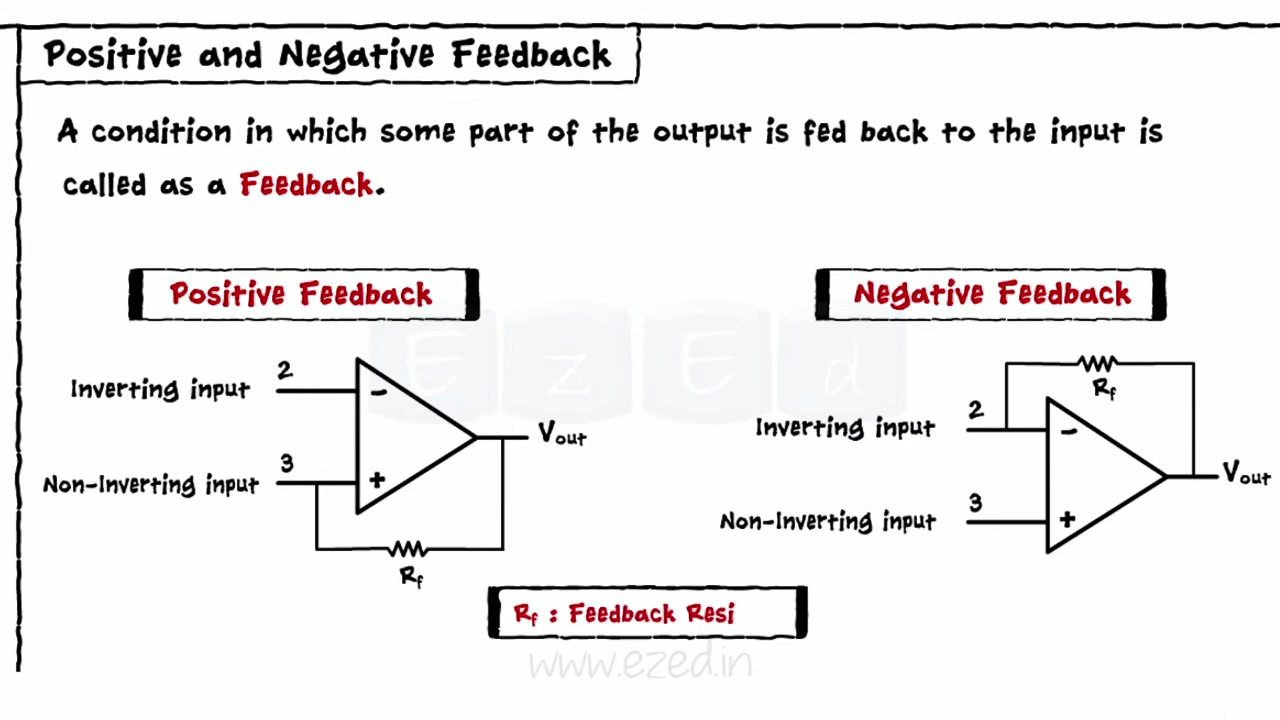 Positive and Negative Feedback
A condition in which some part of the output is fed back to the input is
called as a Feedback.
Positive Feedback
Negative Feedback
EzEd
2
Inverting input
-
Vout
3
Non-Inverting input
+
Rf
Rf
2
Inverting input
-
Vout
3
Non-Inverting input
+
Rf : Feedback Resi
www.ezed.in